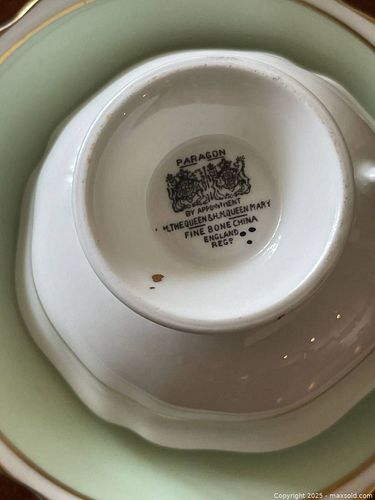 PARAGON
BY APPOINTMENT
H.M.THE QUEEN & H.M.QUEEN MARY
FINE BONE CHINA
ENGLAND
REGD
Copyright © 2025 - maxsold.com